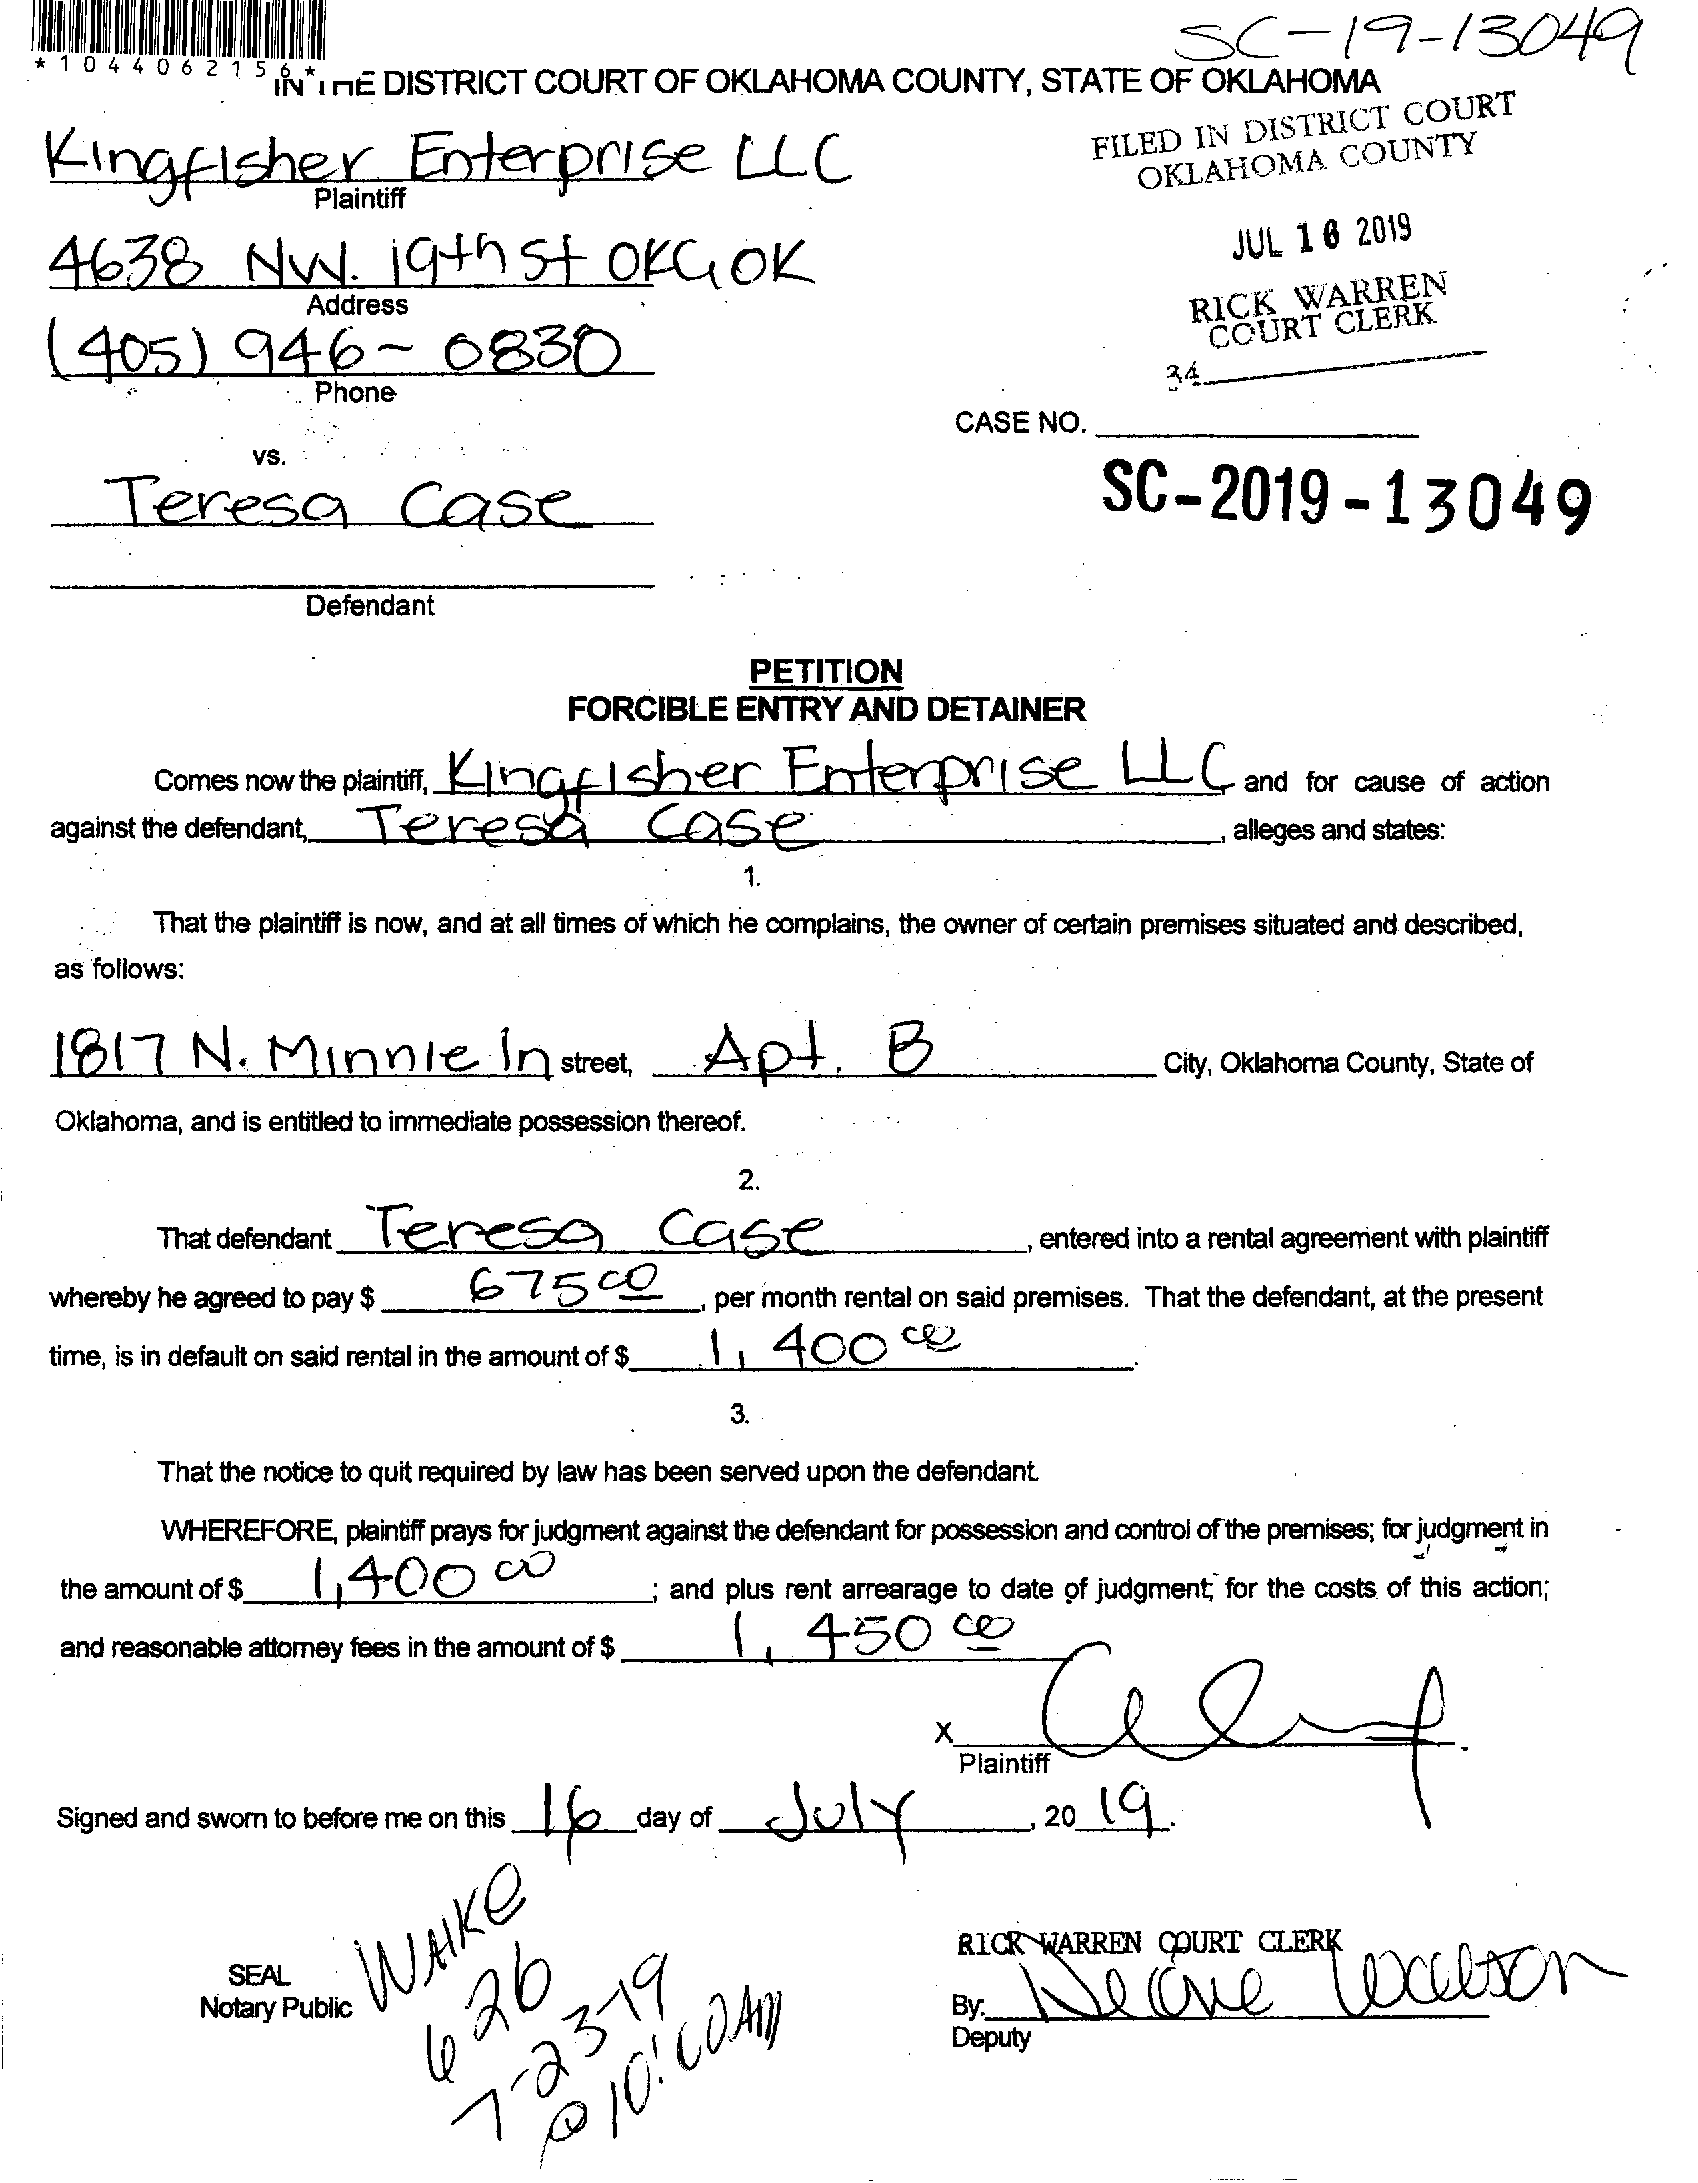 SC-19-13049
*1044062156*
IN THE DISTRICT COURT OF OKLAHOMA COUNTY, STATE OF OKLAHOMA
FILED IN DISTRICT COURT
OKLAHOMA COUNTY
JUL 16 2019
RICK WARREN
COURT CLERK
34
Kingfisher Enterprise LLC
Plaintiff
4638 NW. 19th St OKC, OK
Address
(405) 946-0830
Phone
CASE NO.
SC-2019-13049
vs.
Teresa Case
Defendant
PETITION
FORCIBLE ENTRY AND DETAINER
Comes now the plaintiff, Kingfisher Enterprise LLC and for cause of action
against the defendant, Teresa Case, alleges and states:
1.
That the plaintiff is now, and at all times of which he complains, the owner of certain premises situated and described,
as follows:
1817 N. Minnie ln street, Apt. B City, Oklahoma County, State of
Oklahoma, and is entitled to immediate possession thereof.
2.
That defendant Teresa Case, entered into a rental agreement with plaintiff
whereby he agreed to pay $ 675 00, per month rental on said premises. That the defendant, at the present
time, is in default on said rental in the amount of $ 1,400 00.
3.
That the notice to quit required by law has been served upon the defendant.
WHEREFORE, plaintiff prays for judgment against the defendant for possession and control of the premises; for judgment in
the amount of $ 1,400 00; and plus rent arrearage to date of judgment; for the costs of this action;
and reasonable attorney fees in the amount of $ 1,450 00
X
Plaintiff
Signed and sworn to before me on this 16 day of July, 20 19.
WAIKE
626
7-23-19
@ 10:00AM
SEAL
Notary Public
RICK WARREN COURT CLERK
By:
Deputy